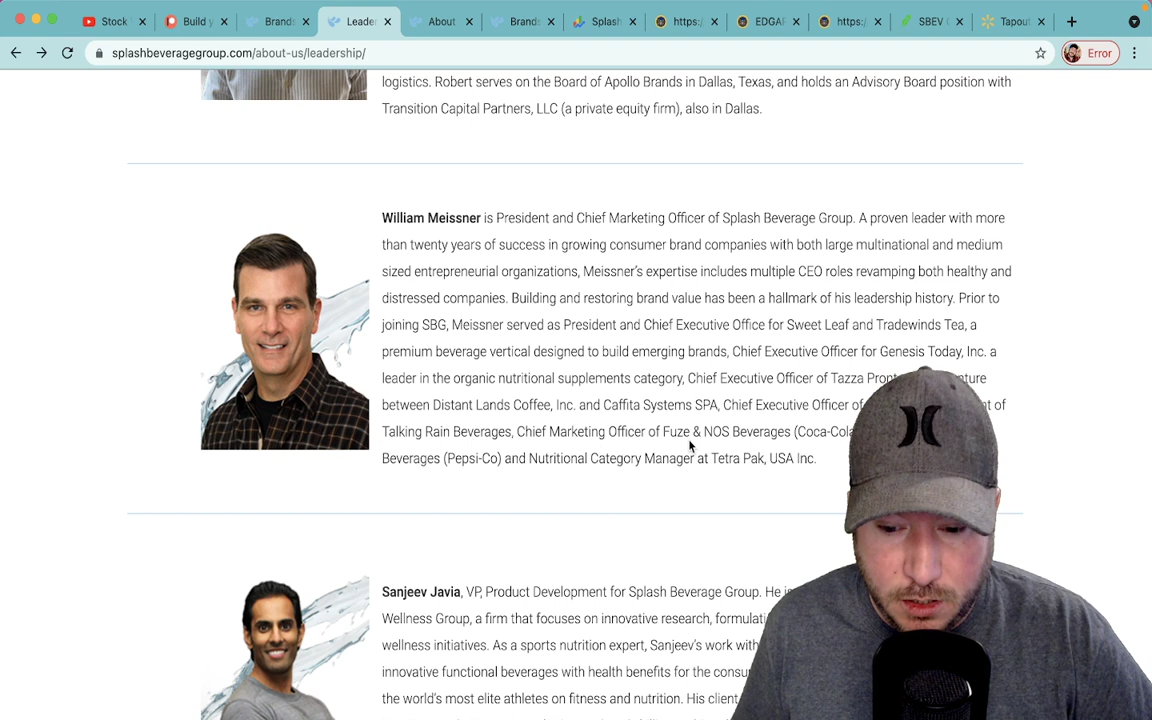 Stock
Build y
Brands
Leader
About
Brands
Splash
https:/
EDGAR
https:/
SBEV
Tapout
splashbeveragegroup.com/about-us/leadership/
Error
logistics. Robert serves on the Board of Apollo Brands in Dallas, Texas, and holds an Advisory Board position with
Transition Capital Partners, LLC (a private equity firm), also in Dallas.
William Meissner is President and Chief Marketing Officer of Splash Beverage Group. A proven leader with more
than twenty years of success in growing consumer brand companies with both large multinational and medium
sized entrepreneurial organizations, Meissner's expertise includes multiple CEO roles revamping both healthy and
distressed companies. Building and restoring brand value has been a hallmark of his leadership history. Prior to
joining SBG, Meissner served as President and Chief Executive Office for Sweet Leaf and Tradewinds Tea, a
premium beverage vertical designed to build emerging brands, Chief Executive Officer for Genesis Today, Inc. a
leader in the organic nutritional supplements category, Chief Executive Officer of Tazza
between Distant Lands Coffee, Inc. and Caffita Systems SPA, Chief Executive Officer of
Talking Rain Beverages, Chief Marketing Officer of Fuze & NOS Beverages (Coca-Cola
Beverages (Pepsi-Co) and Nutritional Category Manager at Tetra Pak, USA Inc.
Sanjeev Javia, VP, Product Development for Splash Beverage Group. He
Wellness Group, a firm that focuses on innovative research,
wellness initiatives. As a sports nutrition expert, Sanjeev's work with
innovative functional beverages with health benefits for the
the world's most elite athletes on fitness and nutrition. His